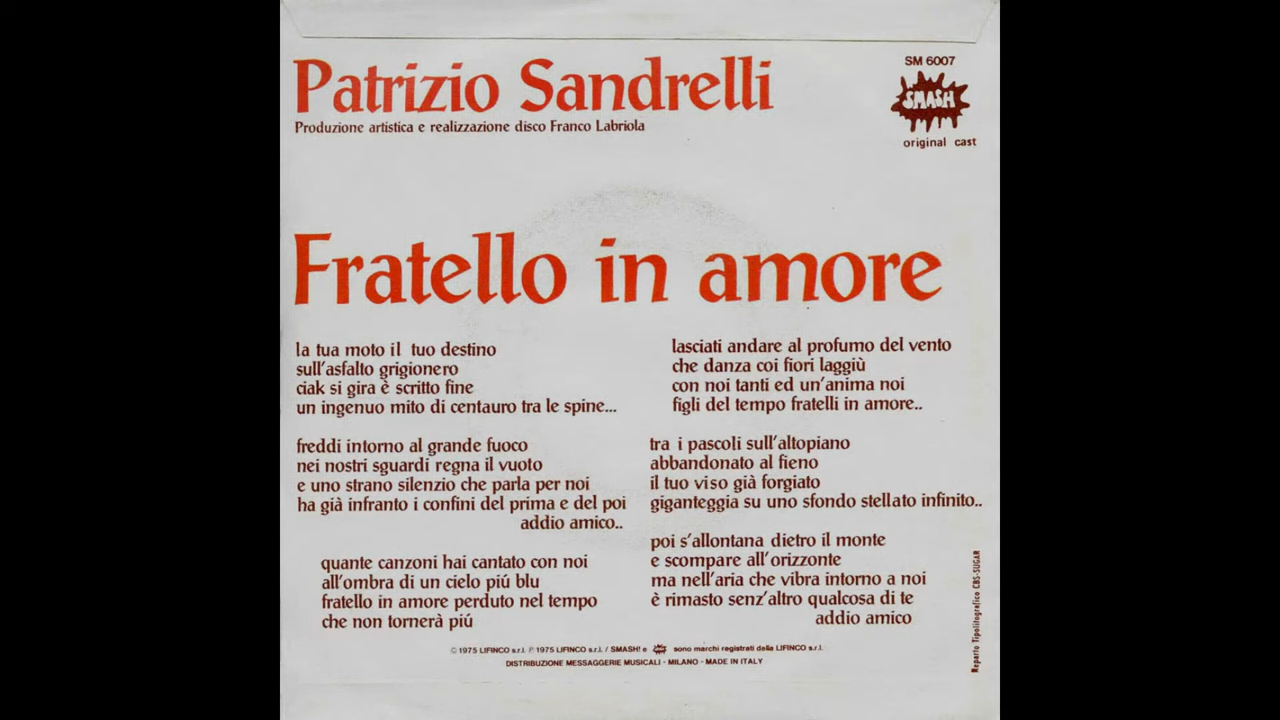 Patrizio Sandrelli
Produzione artistica e realizzazione disco Franco Labriola
SM 6007
SMASH
original cast
Fratello in amore
la tua moto il tuo destino
sull'asfalto grigionero
ciak si gira è scritto fine
un ingenuo mito di centauro tra le spine...
freddi intorno al grande fuoco
nei nostri sguardi regna il vuoto
e uno strano silenzio che parla per noi
ha già infranto i confini del prima e del poi
addio amico..
quante canzoni hai cantato con noi
all'ombra di un cielo piú blu
fratello in amore perduto nel tempo
che non tornerà piú
lasciati andare al profumo del vento
che danza coi fiori laggiù
con noi tanti ed un'anima noi
figli del tempo fratelli in amore..
tra i pascoli sull'altopiano
abbandonato al fieno
il tuo viso già forgiato
giganteggia su uno sfondo stellato infinito..
poi s'allontana dietro il monte
e scompare all'orizzonte
ma nell'aria che vibra intorno a noi
è rimasto senz'altro qualcosa di te
addio amico
© 1975 LIFINCO s.r.l. ℗ 1975 LIFINCO s.r.l. / SMASH! e sono marchi registrati della LIFINCO s.r.l.
DISTRIBUZIONE MESSAGGERIE MUSICALI - MILANO - MADE IN ITALY
Reparto Tipolitografico CBS-SUGAR